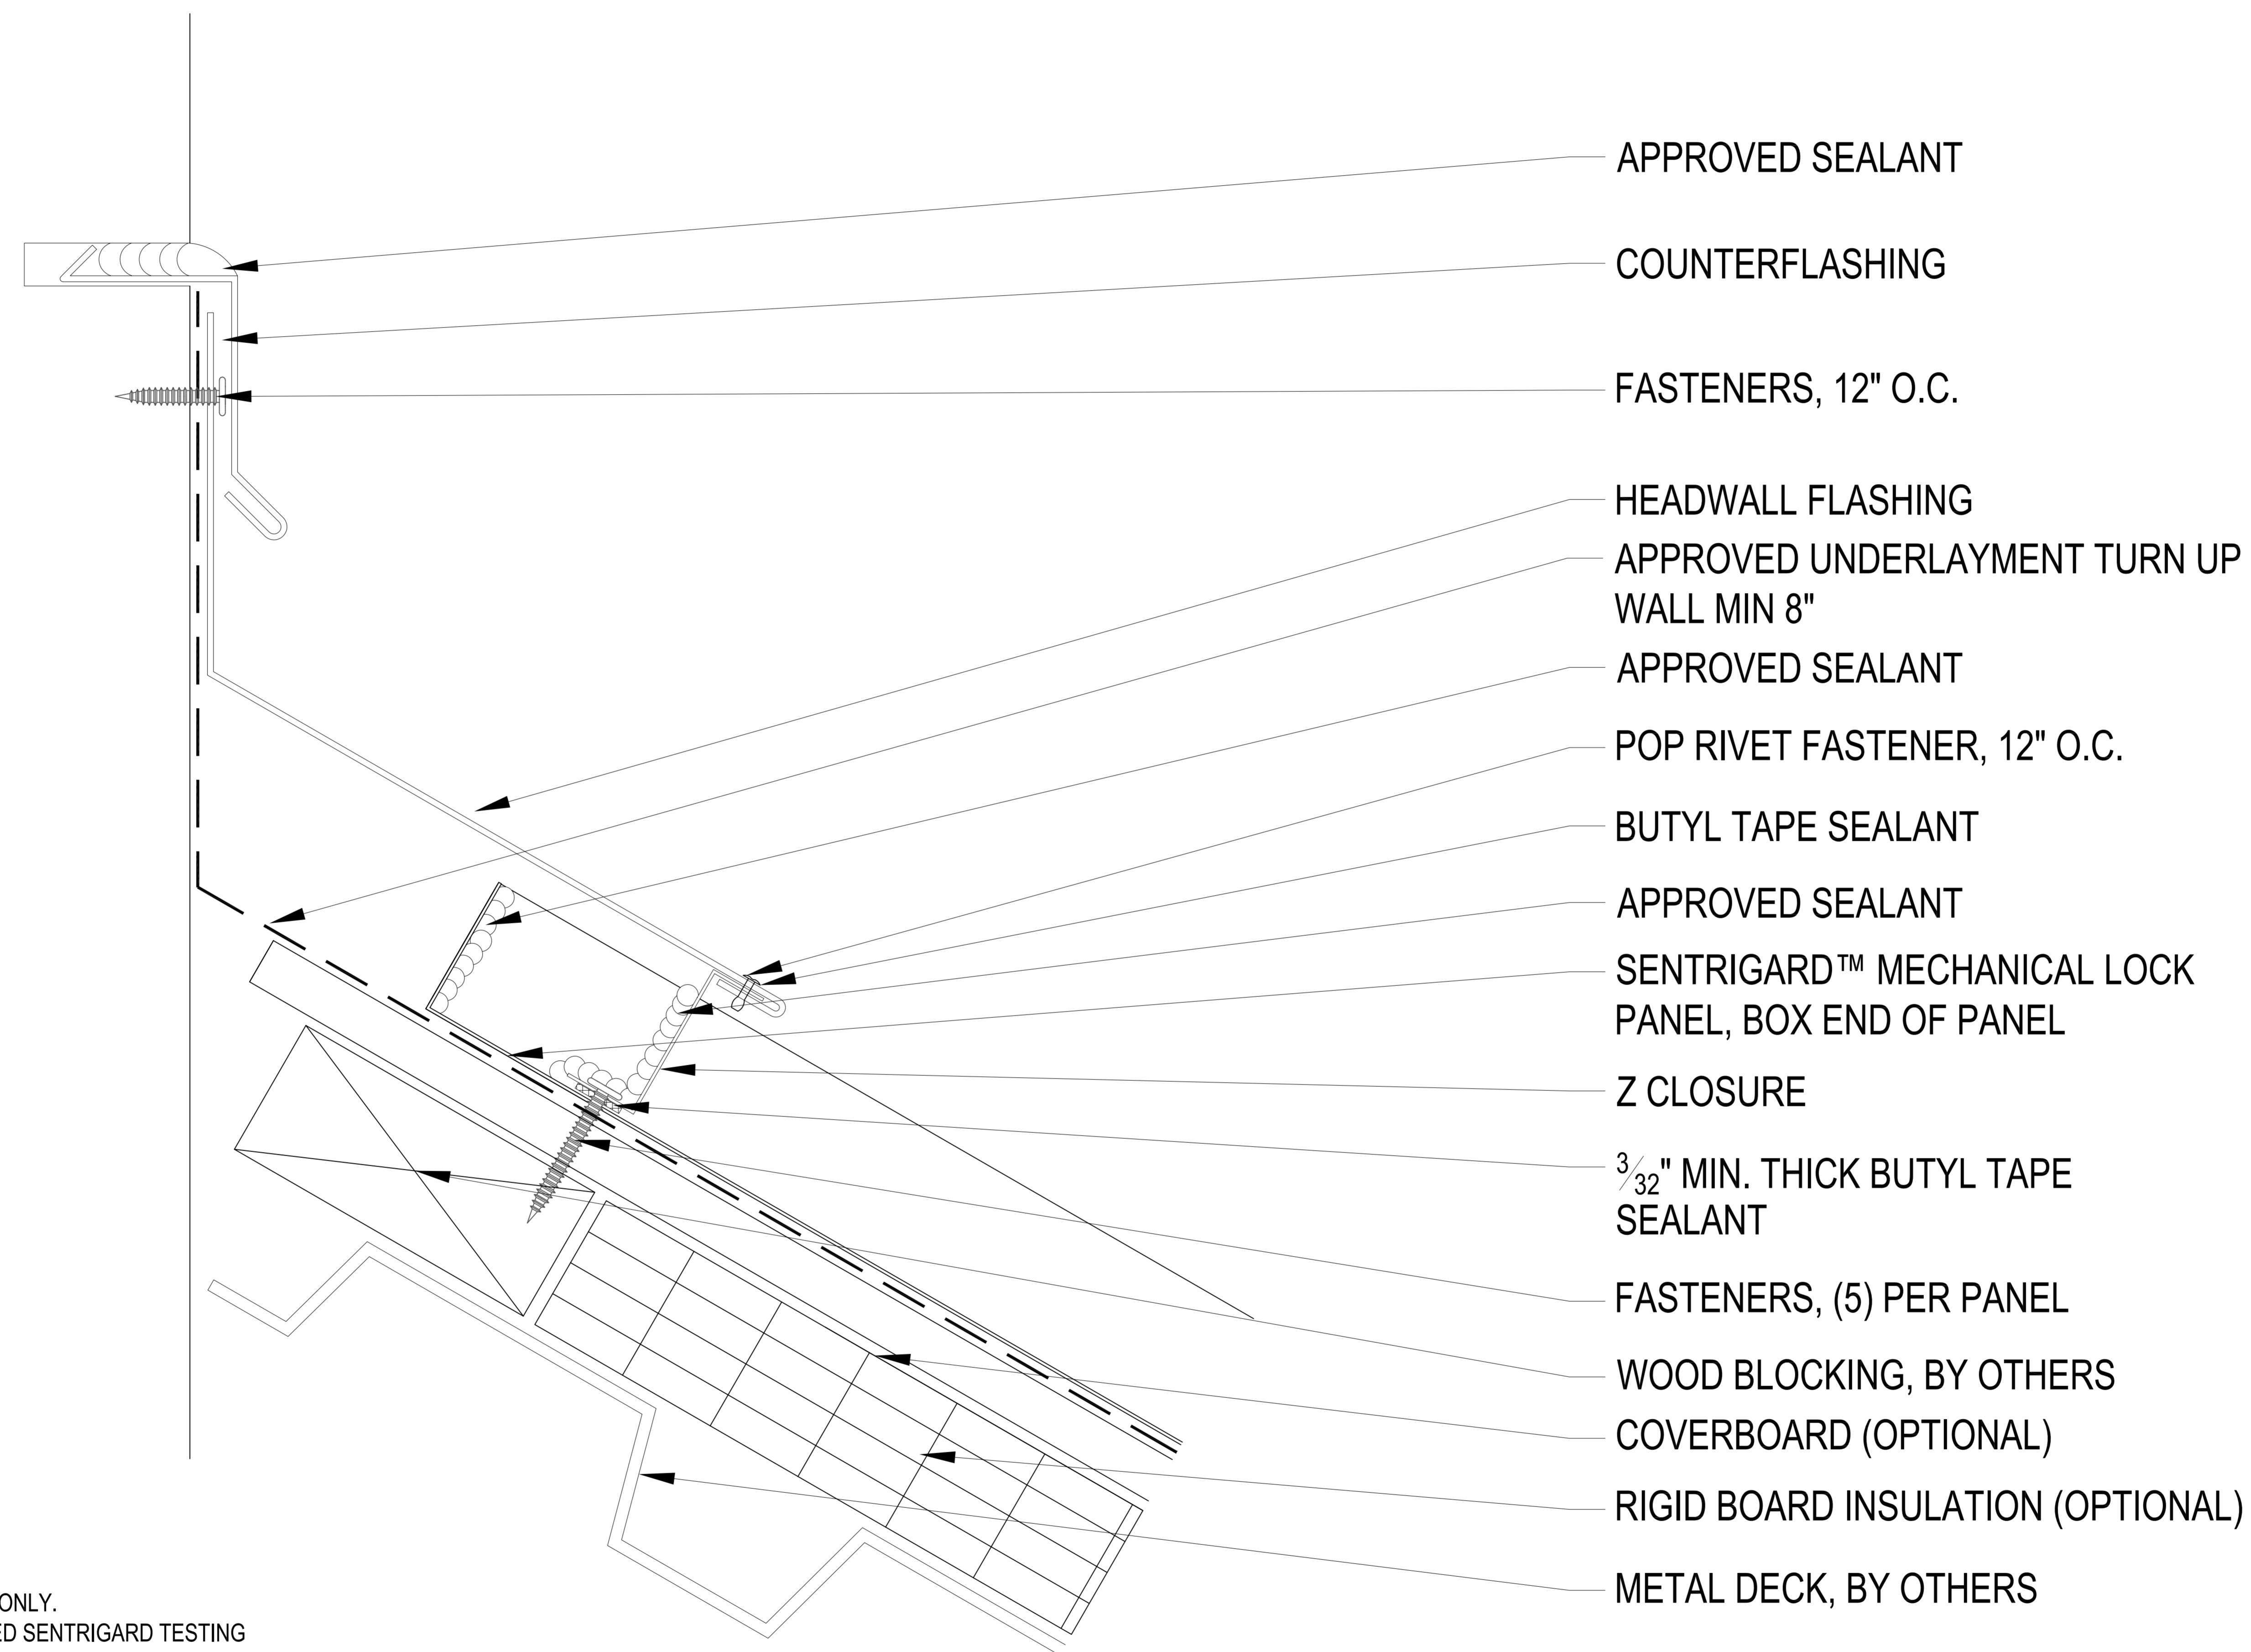 APPROVED SEALANT
COUNTERFLASHING
FASTENERS, 12" O.C.
HEADWALL FLASHING
APPROVED UNDERLAYMENT TURN UP
WALL MIN 8"
APPROVED SEALANT
POP RIVET FASTENER, 12" O.C.
BUTYL TAPE SEALANT
APPROVED SEALANT
SENTRIGARD™ MECHANICAL LOCK
PANEL, BOX END OF PANEL
Z CLOSURE
3/32" MIN. THICK BUTYL TAPE
SEALANT
FASTENERS, (5) PER PANEL
WOOD BLOCKING, BY OTHERS
COVERBOARD (OPTIONAL)
RIGID BOARD INSULATION (OPTIONAL)
METAL DECK, BY OTHERS
ONLY.
SENTRIGARD TESTING